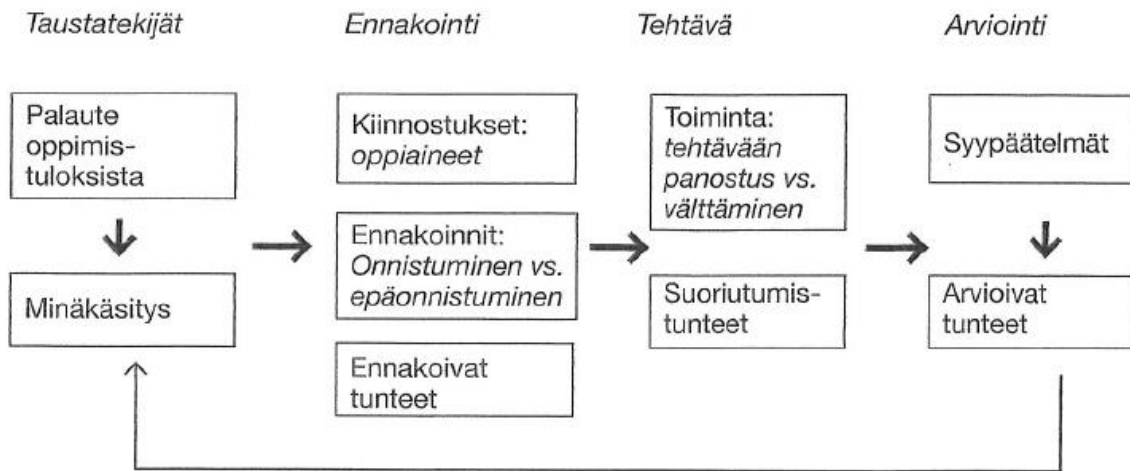 Taustatekijät
Ennakointi
Tehtävä
Arviointi
Palaute
oppimis-
tuloksista
Minäkäsitys
Kiinnostukset:
oppiaineet
Ennakoinnit:
Onnistuminen vs.
epäonnistuminen
Ennakoivat
tunteet
Toiminta:
tehtävään
panostus vs.
välttäminen
Suoriutumis-
tunteet
Syypäätelmät
Arvioivat
tunteet